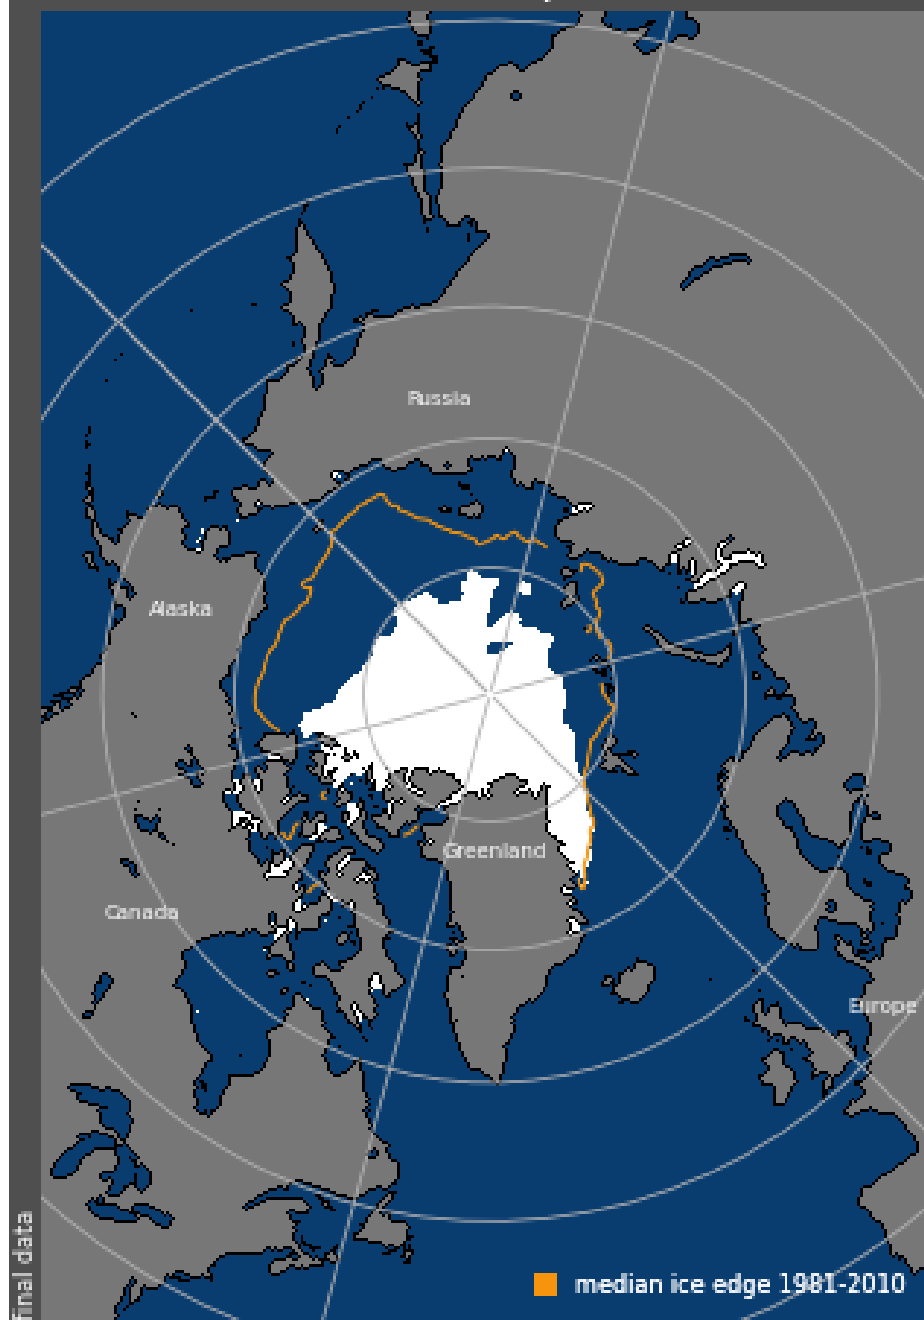 Russia
Alaska
Greenland
Canada
Europe
median ice edge 1981-2010
final data